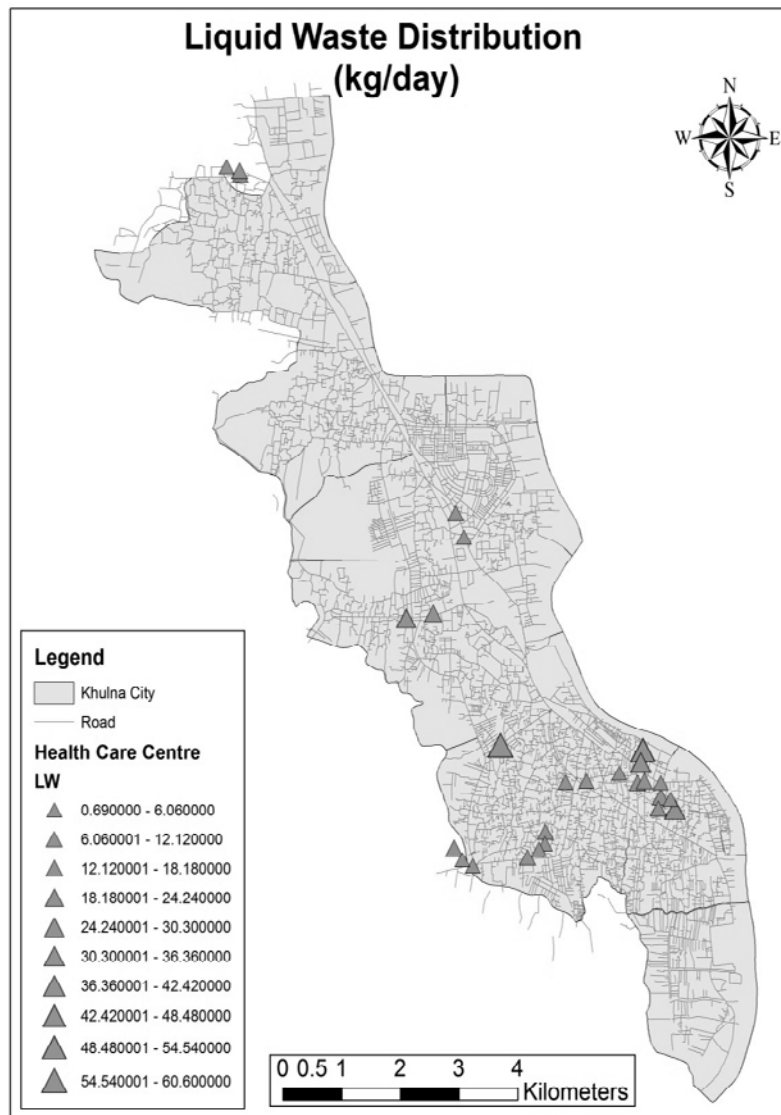 Liquid Waste Distribution
(kg/day)
N
W E
S
Legend
Khulna City
Road
Health Care Centre
LW
0.690000 - 6.060000
6.060001 - 12.120000
12.120001 - 18.180000
18.180001 - 24.240000
24.240001 - 30.300000
30.300001 - 36.360000
36.360001 - 42.420000
42.420001 - 48.480000
48.480001 - 54.540000
54.540001 - 60.600000
0 0.5 1 2 3 4
Kilometers